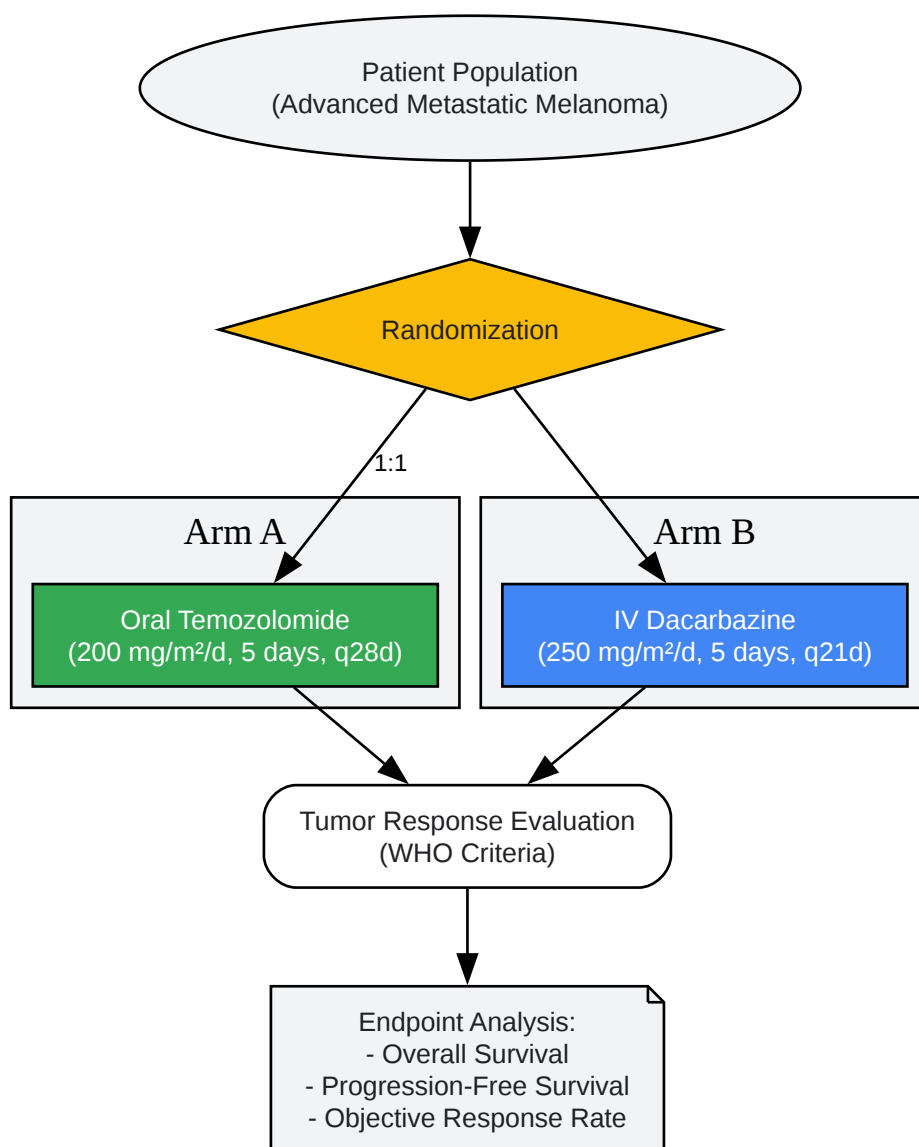 Patient Population
(Advanced Metastatic Melanoma)
Randomization
1:1
Arm A
Oral Temozolomide
(200 mg/m²/d, 5 days, q28d)
Arm B
IV Dacarbazine
(250 mg/m²/d, 5 days, q21d)
Tumor Response Evaluation
(WHO Criteria)
Endpoint Analysis:
- Overall Survival
- Progression-Free Survival
- Objective Response Rate